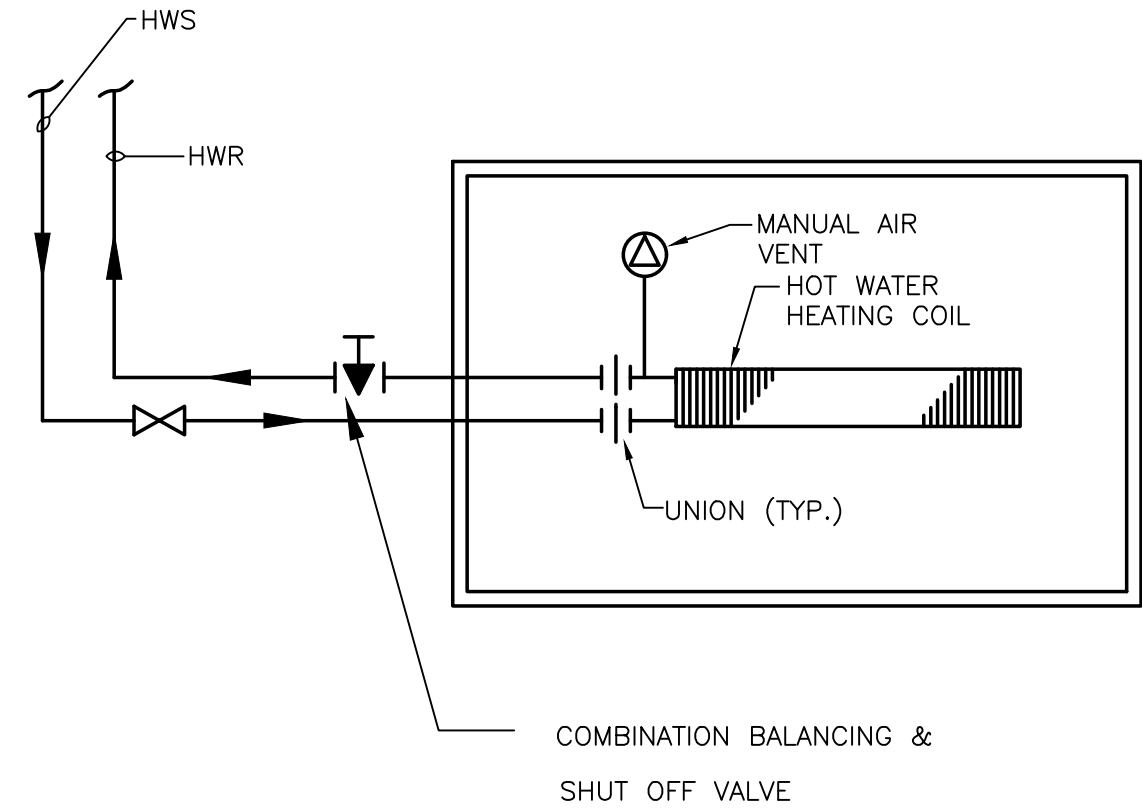 HWS
HWR
MANUAL AIR
VENT
HOT WATER
HEATING COIL
UNION (TYP.)
COMBINATION BALANCING &
SHUT OFF VALVE